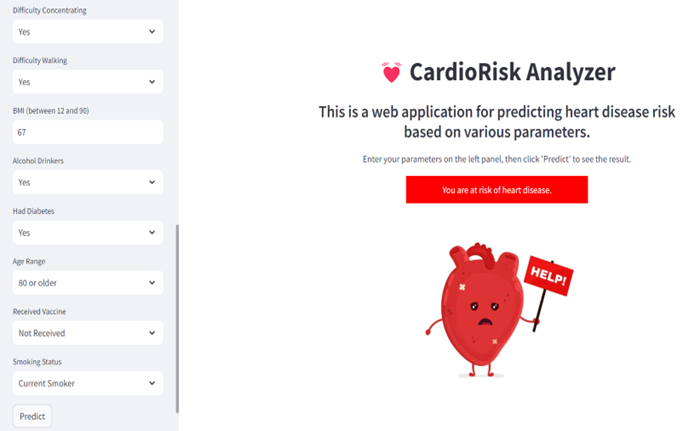 Difficulty Concentrating
Yes
Difficulty Walking
Yes
BMI (between 12 and 90)
67
Alcohol Drinkers
Yes
Had Diabetes
Yes
Age Range
80 or older
Received Vaccine
Not Received
Smoking Status
Current Smoker
Predict
CardioRisk Analyzer
This is a web application for predicting heart disease risk
based on various parameters.
Enter your parameters on the left panel, then click 'Predict' to see the result.
You are at risk of heart disease.
HELP!